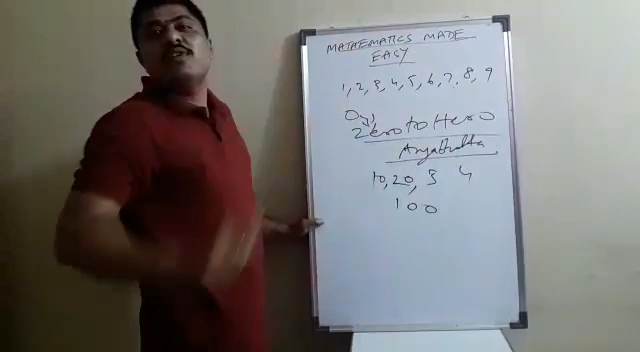 MATHEMATICS MADE
EASY
1, 2, 3, 4, 5, 6, 7, 8, 9
Zero to Hero
Aryabhatta
10, 20, 3 4
100